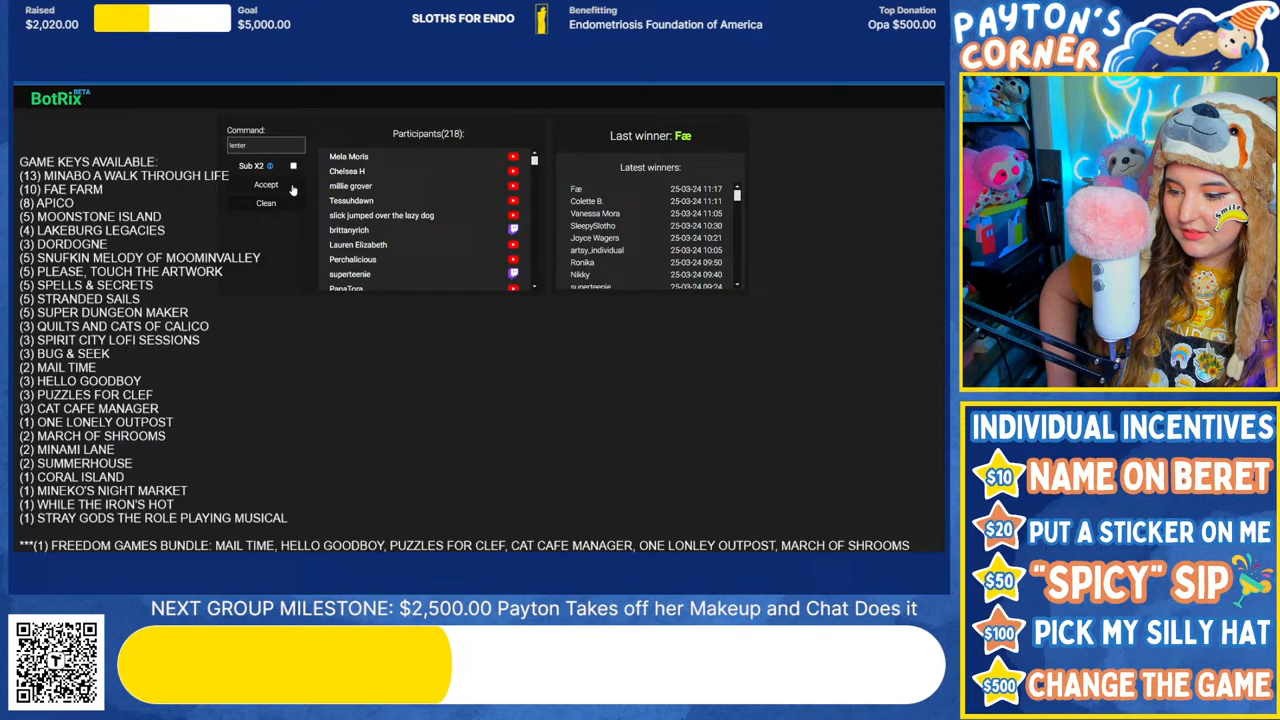 Raised
$2,020.00
Goal
$5,000.00
SLOTHS FOR ENDO
Benefitting
Endometriosis Foundation of America
Top Donation
Opa $500.00
PAYTON'S
CORNER
BotRix BETA
Command:
!enter
Sub X2
Accept
Clean
Participants(218):
Mela Moris
Chelsea H
millie grover
Tessuhdawn
slick jumped over the lazy dog
brittanyrich
Lauren Elizabeth
Perchalicious
superteenie
PapaTora
Last winner: Fæ
Latest winners:
Fæ 25-03-24 11:17
Colette B. 25-03-24 11:11
Vanessa Mora 25-03-24 11:05
SleepySlotho 25-03-24 10:30
Joyce Wagers 25-03-24 10:21
artsy_individual 25-03-24 10:05
Ronika 25-03-24 09:50
Nikky 25-03-24 09:40
superteenie 25-03-24 09:24
GAME KEYS AVAILABLE:
(13) MINABO A WALK THROUGH LIFE
(10) FAE FARM
(8) APICO
(5) MOONSTONE ISLAND
(4) LAKEBURG LEGACIES
(3) DORDOGNE
(5) SNUFKIN MELODY OF MOOMINVALLEY
(5) PLEASE, TOUCH THE ARTWORK
(5) SPELLS & SECRETS
(5) STRANDED SAILS
(5) SUPER DUNGEON MAKER
(3) QUILTS AND CATS OF CALICO
(3) SPIRIT CITY LOFI SESSIONS
(3) BUG & SEEK
(2) MAIL TIME
(3) HELLO GOODBOY
(3) PUZZLES FOR CLEF
(3) CAT CAFE MANAGER
(1) ONE LONELY OUTPOST
(2) MARCH OF SHROOMS
(2) MINAMI LANE
(2) SUMMERHOUSE
(1) CORAL ISLAND
(1) MINEKO'S NIGHT MARKET
(1) WHILE THE IRON'S HOT
(1) STRAY GODS THE ROLE PLAYING MUSICAL
***(1) FREEDOM GAMES BUNDLE: MAIL TIME, HELLO GOODBOY, PUZZLES FOR CLEF, CAT CAFE MANAGER, ONE LONLEY OUTPOST, MARCH OF SHROOMS
Smile
INDIVIDUAL INCENTIVES
$10 NAME ON BERET
$20 PUT A STICKER ON ME
$50 "SPICY" SIP
$100 PICK MY SILLY HAT
$500 CHANGE THE GAME
NEXT GROUP MILESTONE: $2,500.00 Payton Takes off her Makeup and Chat Does it